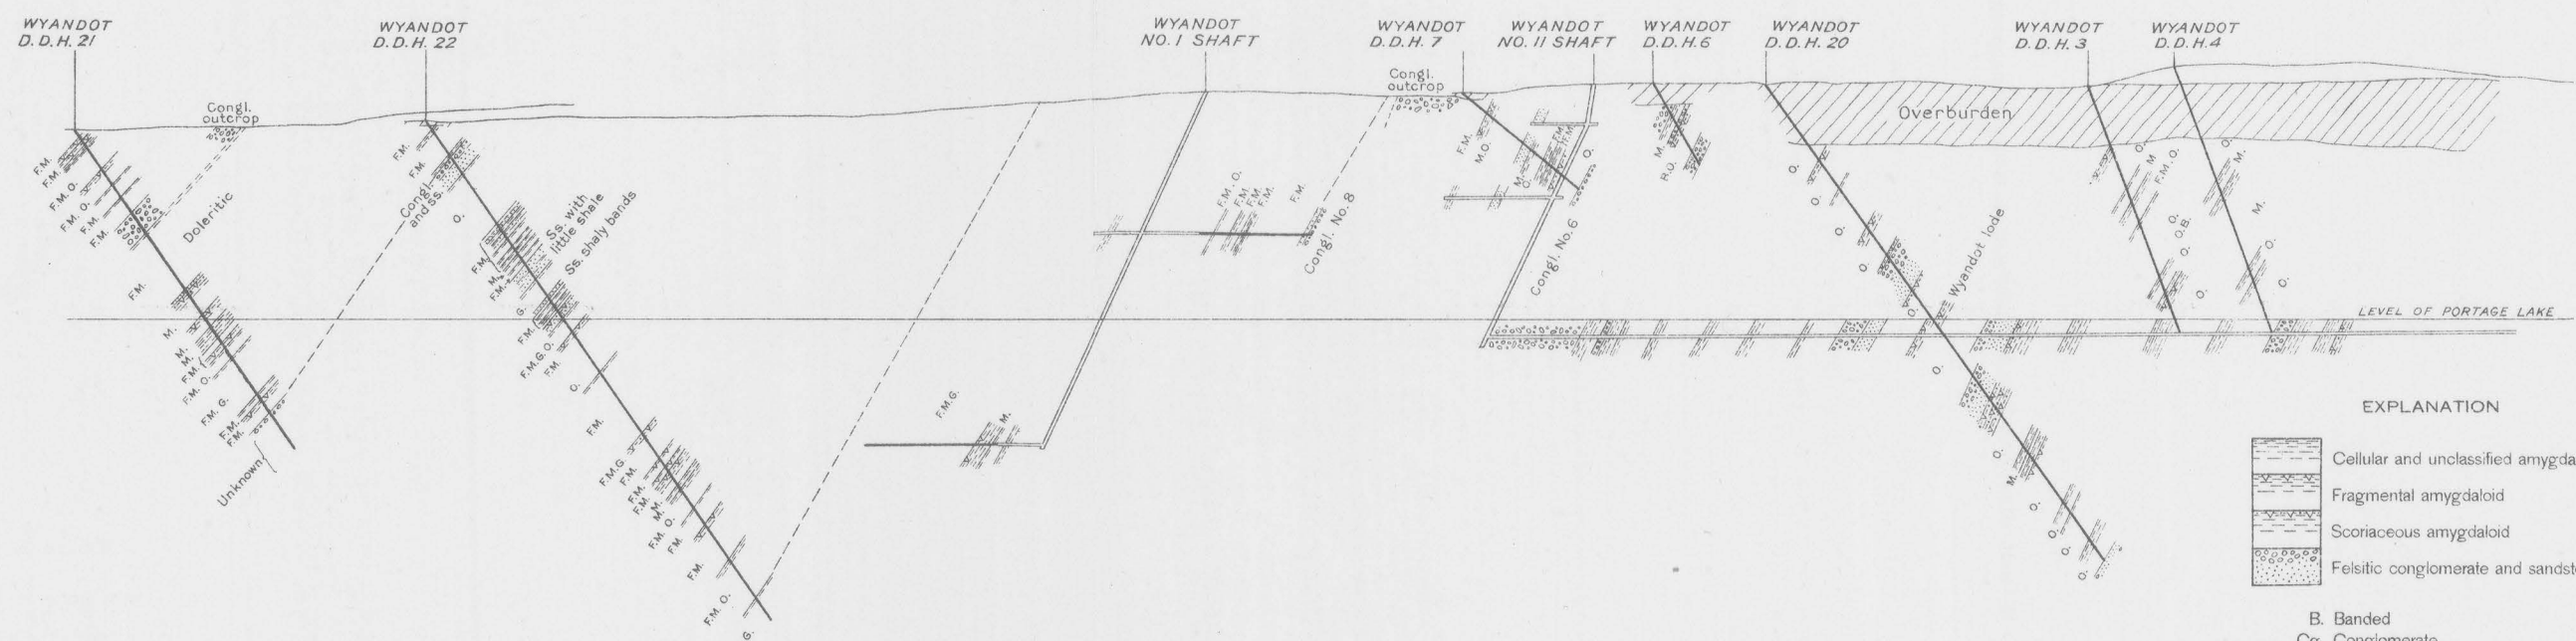 WYANDOT
D.D.H. 21
WYANDOT
D.D.H. 22
WYANDOT
NO. I SHAFT
WYANDOT
D.D.H. 7
WYANDOT
NO. 11 SHAFT
WYANDOT
D.D.H. 6
WYANDOT
D.D.H. 20
WYANDOT
D.D.H. 3
WYANDOT
D.D.H. 4
Congl.
outcrop
F.M.
F.M.
F.M. O.
F.M. O.
F.M.
F.M.
Doleritic
F.M.
M.
M.
M.
F.M.
F.M. O.
F.M. G.
F.M.
F.M.
Unknown
F.M.
F.M.
Congl.
and ss.
O.
Ss. with
little shale
Ss. shaly bands
F.M.
M.
F.M.
G.
F.M.
F.M.G.O.
F.M.
O.
F.M.
F.M.G.
F.M.
F.M.
F.M.
M.
M.
F.M. O.
F.M.
F.M.
F.M. O.
G.
F.M. O.
F.M.
F.M.
F.M.
F.M.
Congl. No. 8
F.M.G.
M.
Congl.
outcrop
F.M.
M.O.
M.
O.
F.M.
F.M.
O.
Congl. No. 6
M.
R.O.
Overburden
O.
O.
O.
O.
O.
Wyandot lode
O.
O.
M.
O.
O.
O.
O.
O.
M
F.M.O.
O.
O.B.
O.
O.
O.
O.
M.
M.
O.
O.
LEVEL OF PORTAGE LAKE
EXPLANATION
Cellular and unclassified amygda
Fragmental amygdaloid
Scoriaceous amygdaloid
Felsitic conglomerate and sandst
B. Banded
Cg. Conglomerate